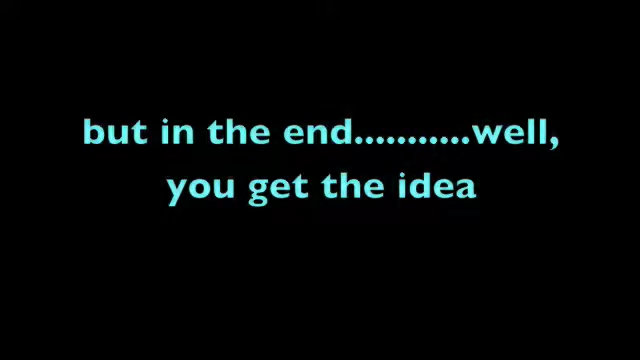 but in the end...........well,
you get the idea